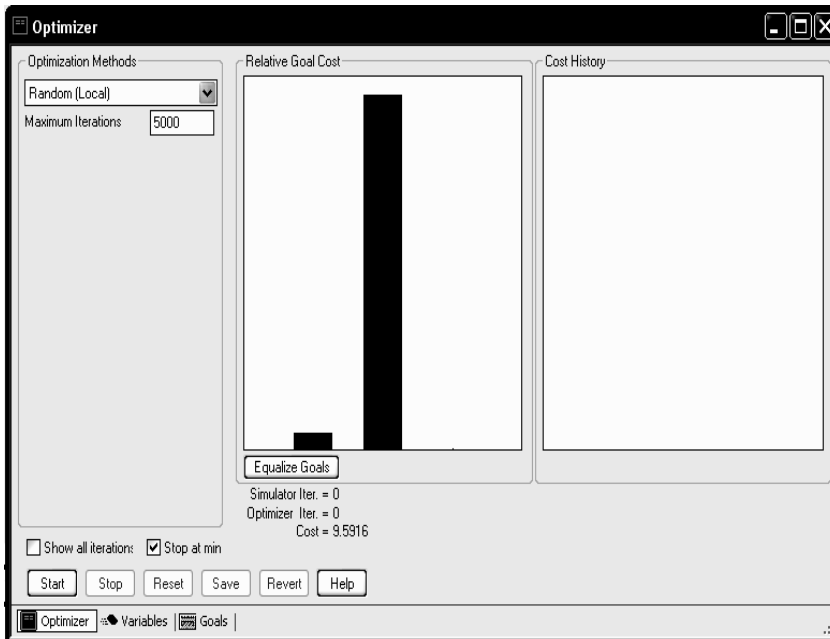 Optimizer
Optimization Methods
Random (Local)
Maximum Iterations 5000
Relative Goal Cost
Cost History
Equalize Goals
Simulator Iter. = 0
Optimizer Iter. = 0
Cost = 9.5916
Show all iterations Stop at min
Start Stop Reset Save Revert Help
Optimizer Variables Goals